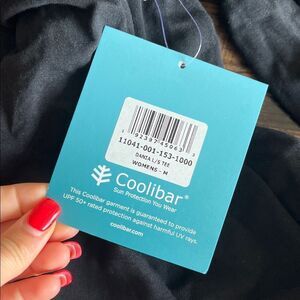 11041-001-153-1000
DANIA L/S TEE
WOMENS - M
Coolibar®
Sun Protection You Wear
This Coolibar garment is guaranteed to provide
UPF 50+ rated protection against harmful UV rays.
coolibar.com